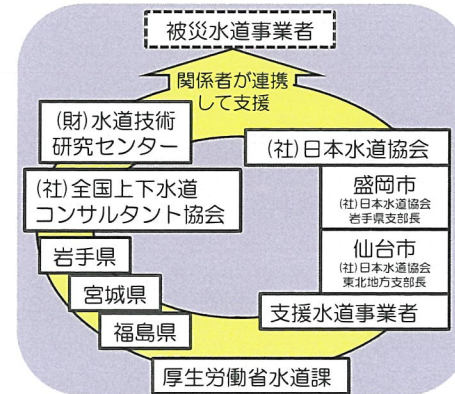 被災水道事業者
関係者が連携
して支援
(財)水道技術
研究センター
(社)日本水道協会
(社)全国上下水道
コンサルタント協会
盛岡市
(社)日本水道協会
岩手県支部長
仙台市
(社)日本水道協会
東北地方支部長
岩手県
宮城県
福島県
支援水道事業者
厚生労働省水道課